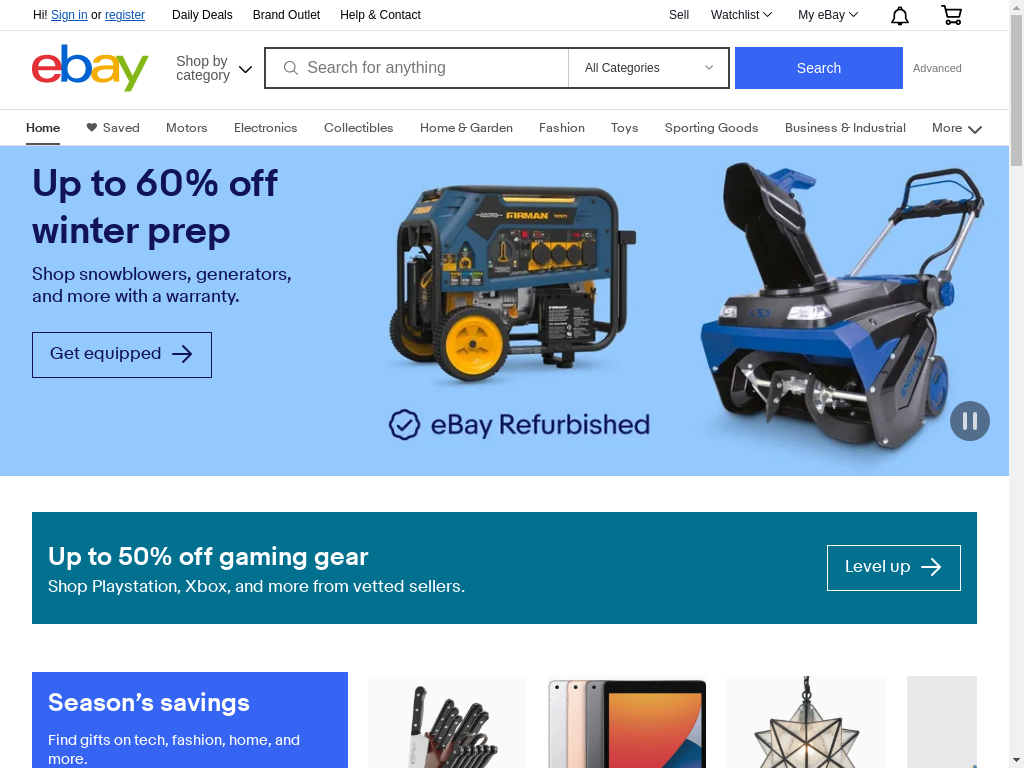 Hi! Sign in or register
Daily Deals
Brand Outlet
Help & Contact
Sell
Watchlist
My eBay
ebay
Shop by
category
Search for anything
All Categories
Search
Advanced
Home
Saved
Motors
Electronics
Collectibles
Home & Garden
Fashion
Toys
Sporting Goods
Business & Industrial
More
Up to 60% off
winter prep
Shop snowblowers, generators,
and more with a warranty.
Get equipped
FIRMAN
eBay Refurbished
Up to 50% off gaming gear
Shop Playstation, Xbox, and more from vetted sellers.
Level up
Season’s savings
Find gifts on tech, fashion, home, and
more.